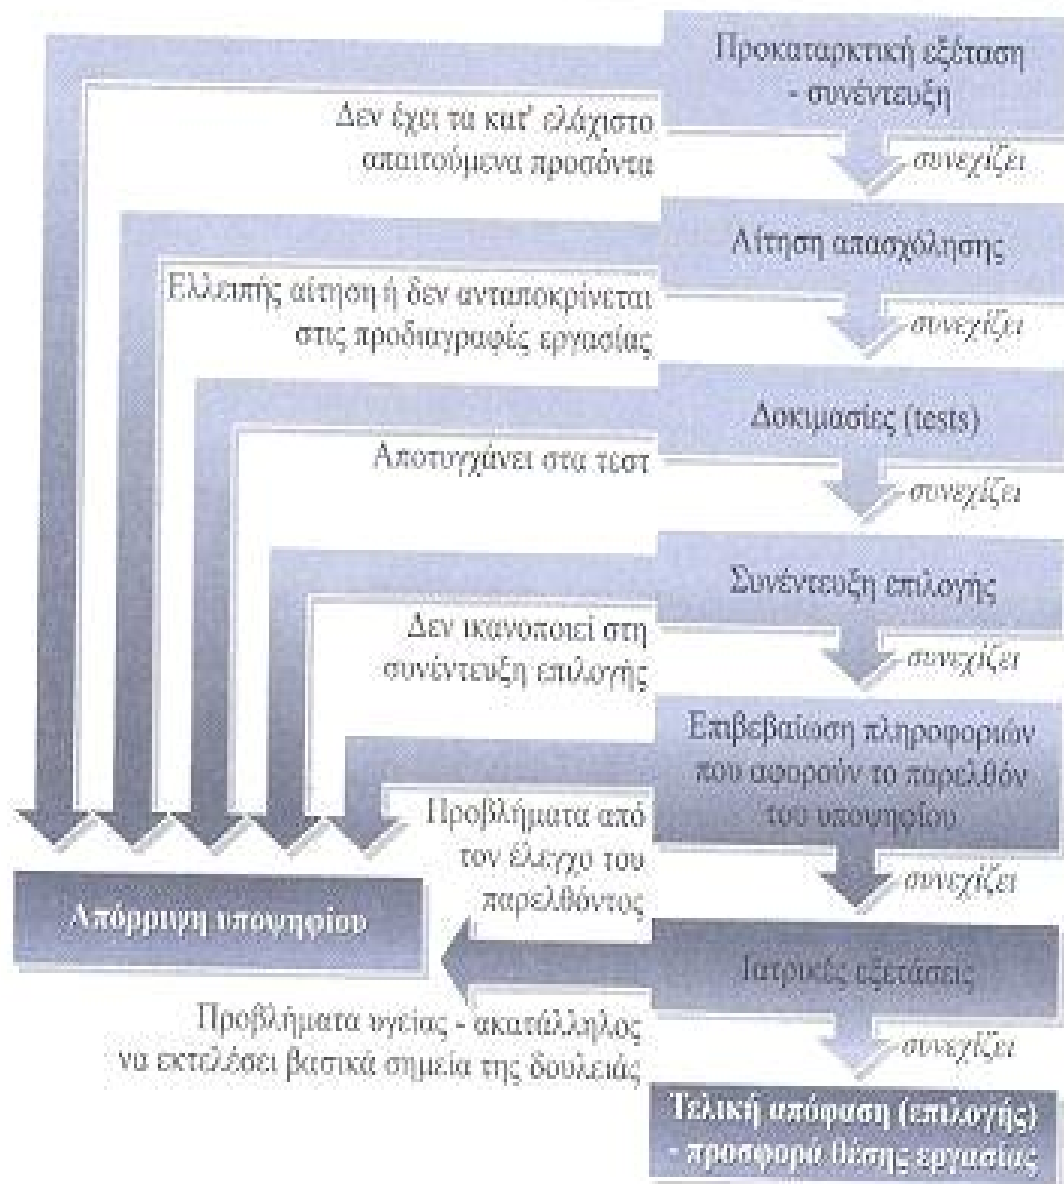 Προκαταρκτική εξέταση
- συνέντευξη
Δεν έχει τα κατ' ελάχιστο
απαιτούμενα προσόντα
συνεχίζει
Αίτηση απασχόλησης
Ελλειπής αίτηση ή δεν ανταποκρίνεται
στις προδιαγραφές εργασίας
συνεχίζει
Δοκιμασίες (tests)
Αποτυγχάνει στα τεστ
συνεχίζει
Συνέντευξη επιλογής
Δεν ικανοποιεί στη
συνέντευξη επιλογής
συνεχίζει
Επιβεβαίωση πληροφοριών
που αφορούν το παρελθόν
του υποψηφίου
Προβλήματα από
τον έλεγχο του
παρελθόντος
συνεχίζει
Απόρριψη υποψηφίου
Ιατρικές εξετάσεις
Προβλήματα υγείας - ακατάλληλος
να εκτελέσει βασικά σημεία της δουλειάς
συνεχίζει
Τελική απόφαση (επιλογής)
- προσφορά θέσης εργασίας